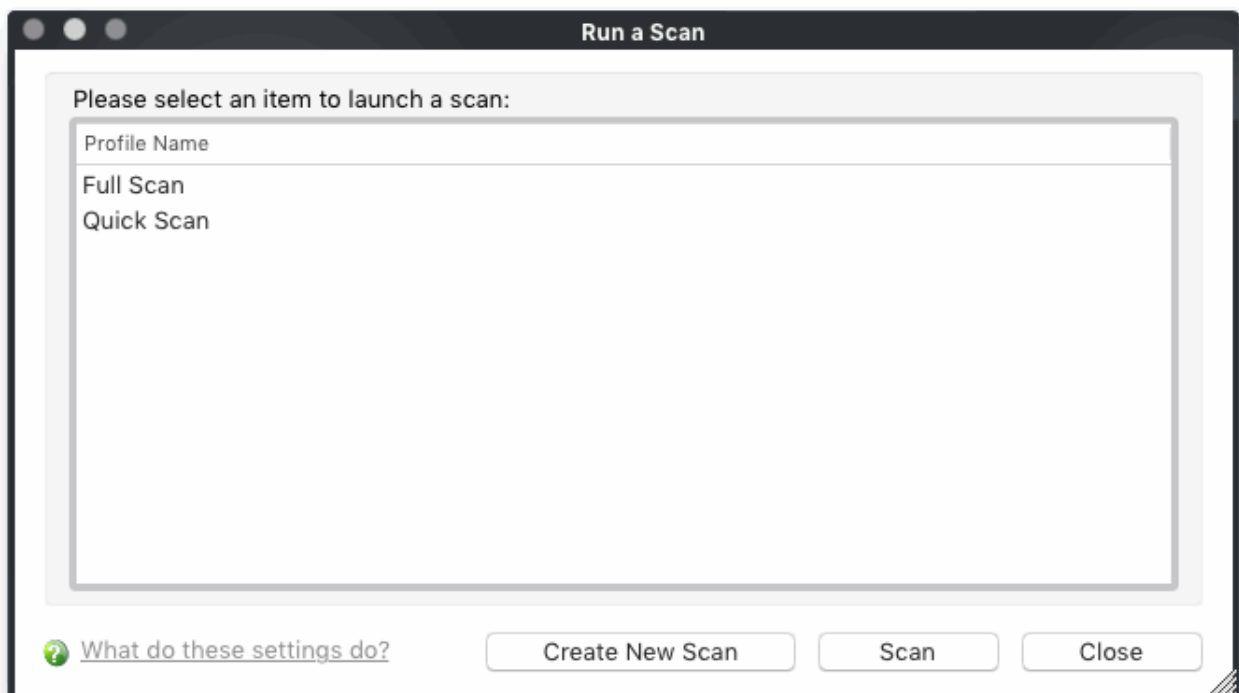 Run a Scan
Please select an item to launch a scan:
Profile Name
Full Scan
Quick Scan
What do these settings do?
Create New Scan
Scan
Close